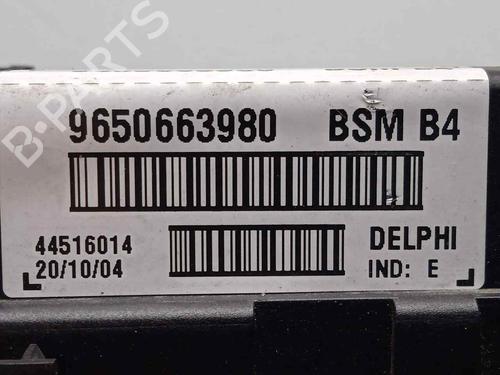 B-PARTS
9650663980 BSM B4
44516014 DELPHI
20/10/04 IND: E